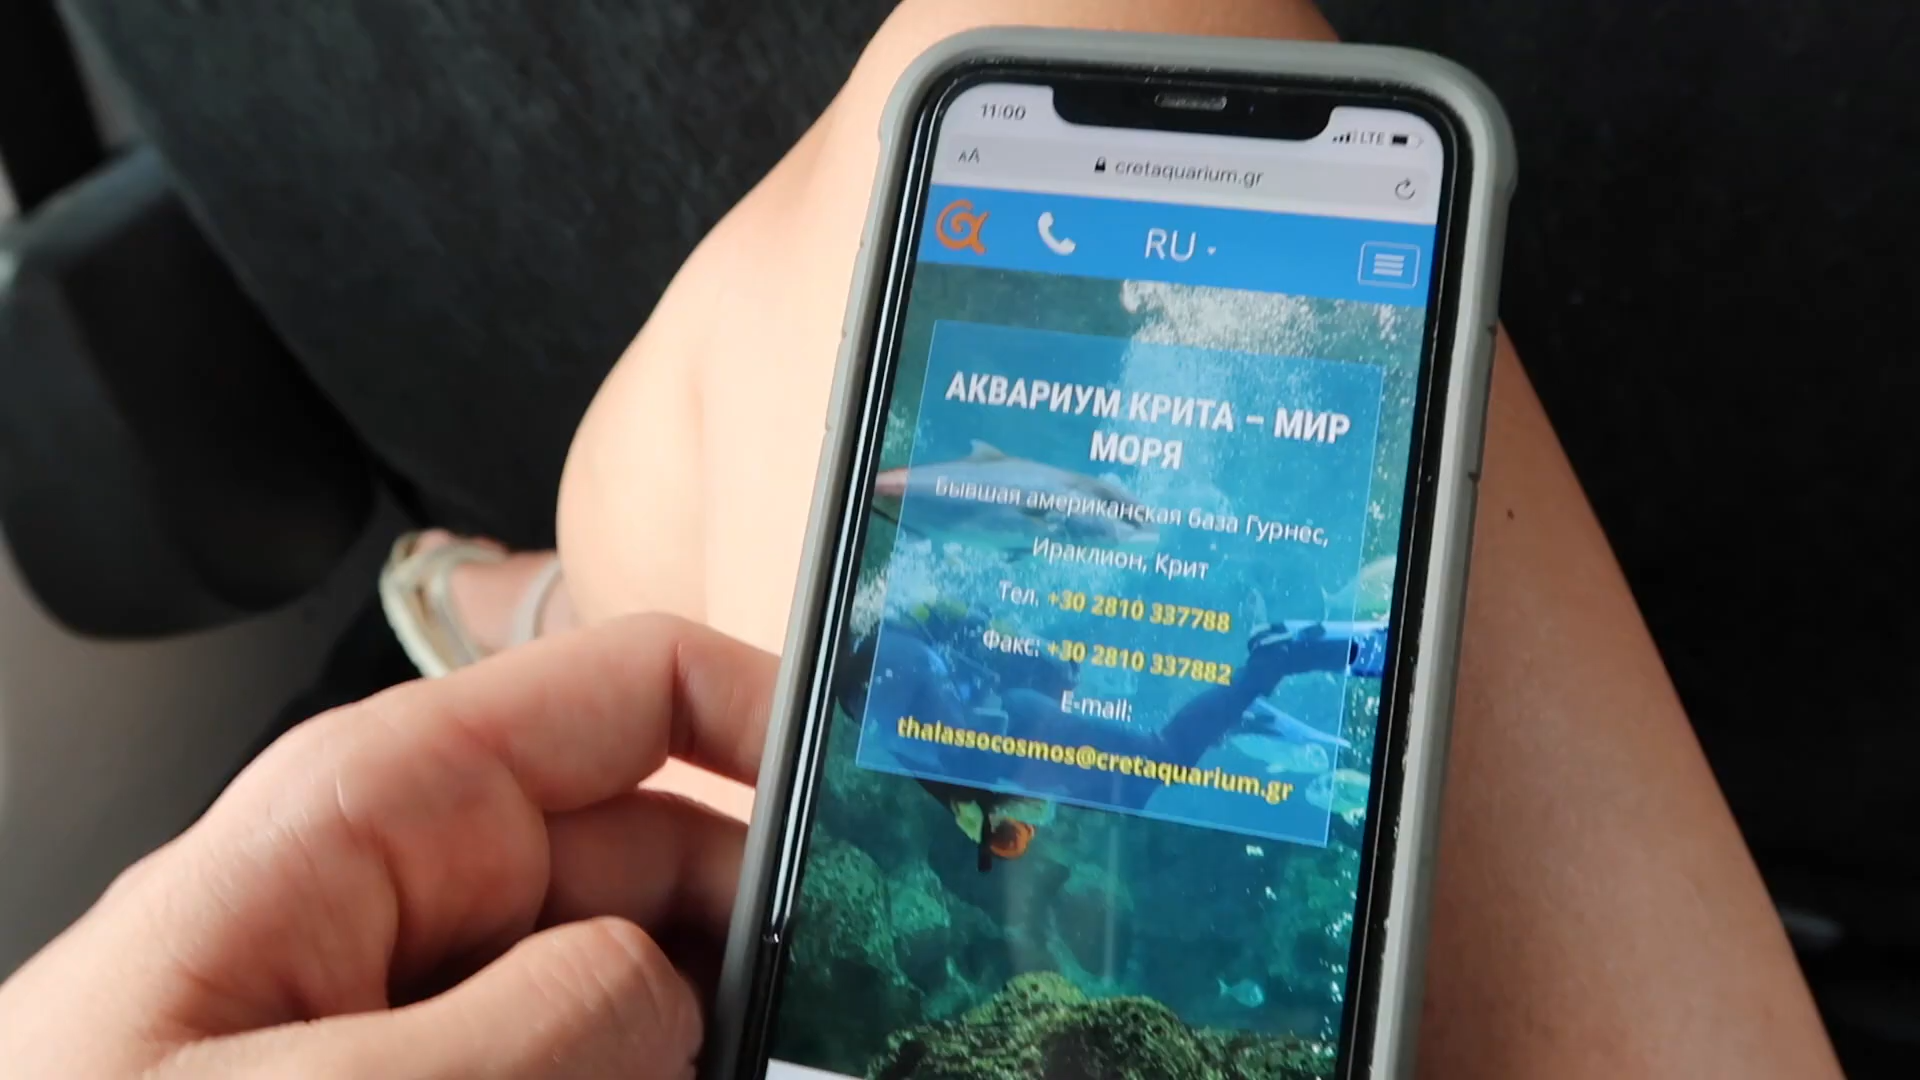 11:00
LTE
AA
cretaquarium.gr
RU
АКВАРИУМ КРИТА – МИР
МОРЯ
Бывшая американская база Гурнес,
Ираклион, Крит
Тел. +30 2810 337788
Факс: +30 2810 337882
E-mail:
thalassocosmos@cretaquarium.gr